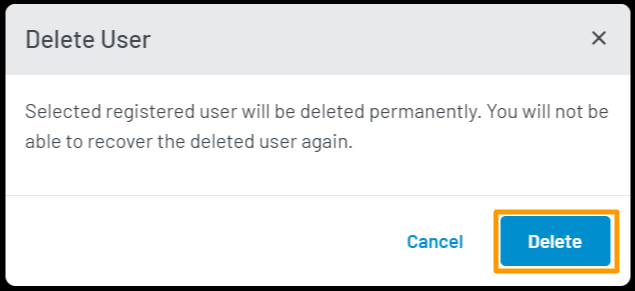 Delete User
Selected registered user will be deleted permanently. You will not be
able to recover the deleted user again.
Cancel
Delete